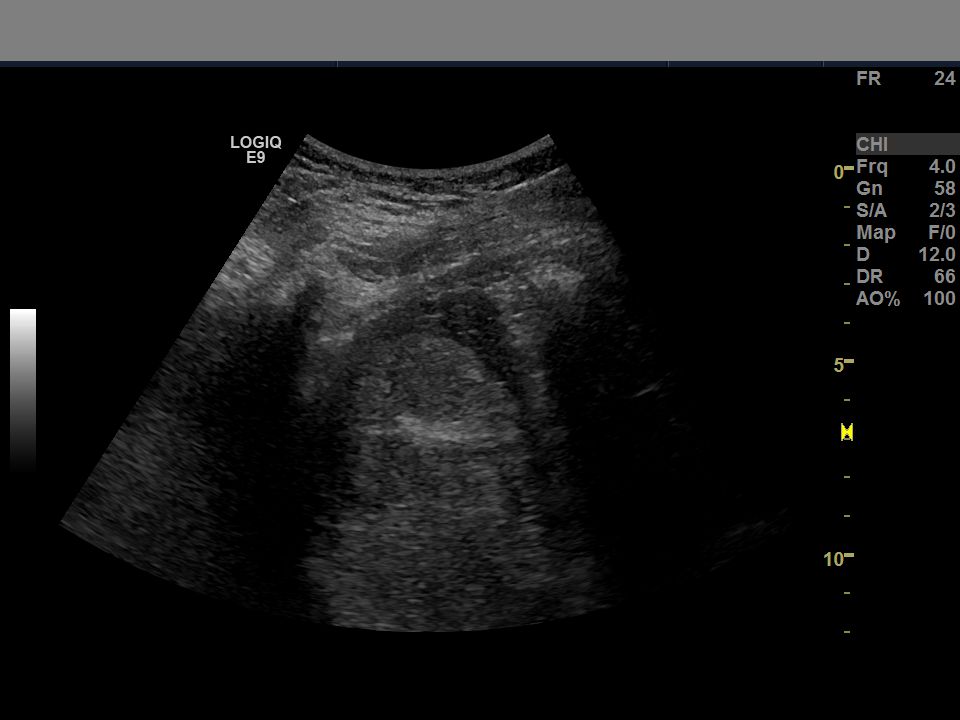 LOGIQ
E9
FR 24
CHI
Frq 4.0
Gn 58
S/A 2/3
Map F/0
D 12.0
DR 66
AO% 100
0
5
10